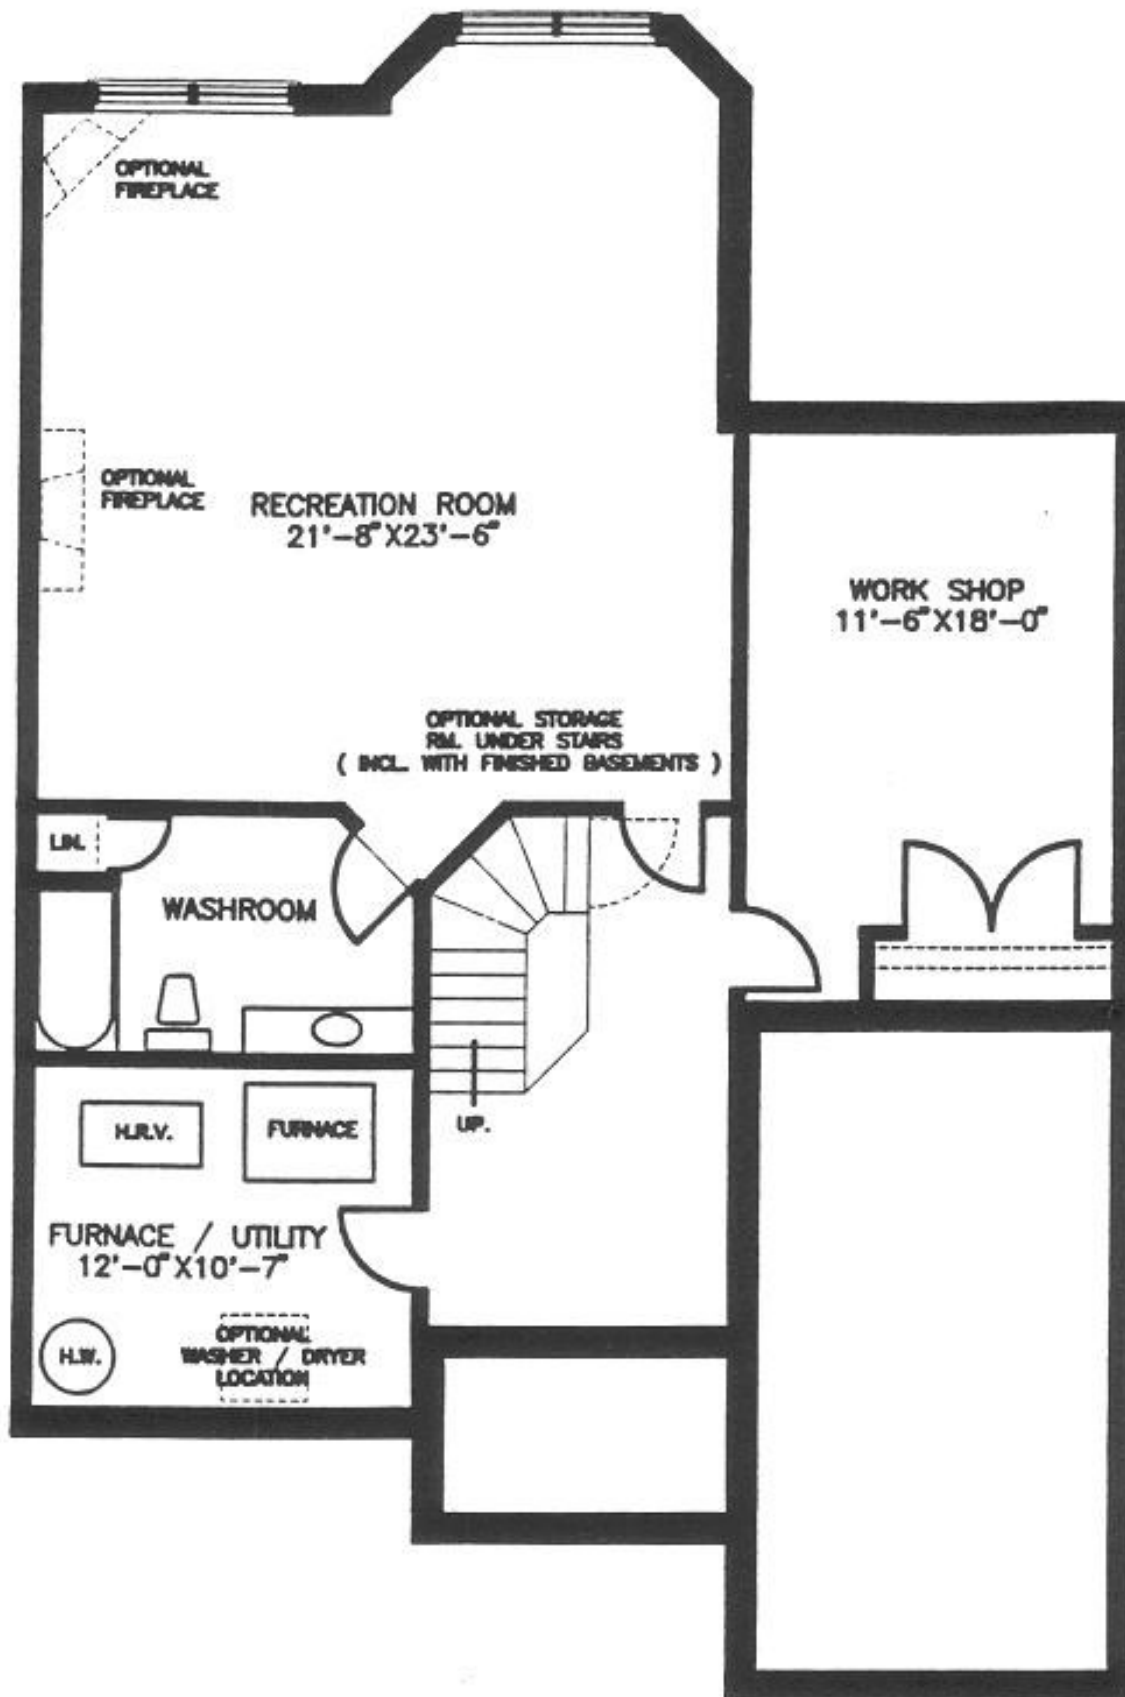 OPTIONAL
FIREPLACE
OPTIONAL
FIREPLACE
RECREATION ROOM
21'-8"X23'-6"
WORK SHOP
11'-6"X18'-0"
OPTIONAL STORAGE
RM. UNDER STAIRS
( INCL. WITH FINISHED BASEMENTS )
LIN.
WASHROOM
UP.
H.R.V.
FURNACE
FURNACE / UTILITY
12'-0"X10'-7"
H.W.
OPTIONAL
WASHER / DRYER
LOCATION